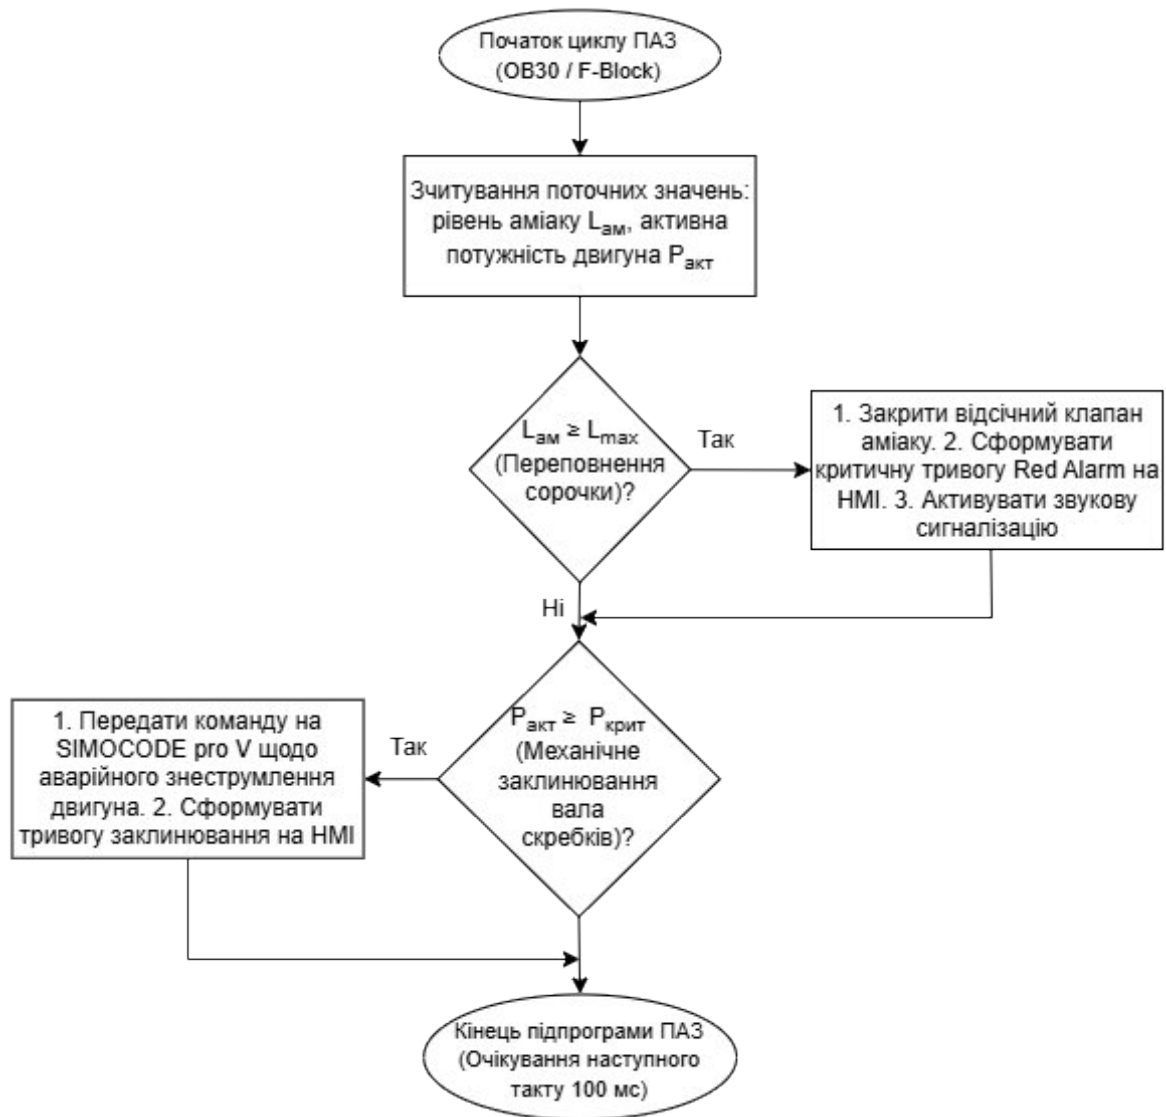 Початок циклу ПАЗ
(OB30 / F-Block)
Зчитування поточних значень:
рівень аміаку Lам, активна
потужність двигуна Pакт
Lам ≥ Lmax
(Переповнення
сорочки)?
Так
1. Закрити відсічний клапан
аміаку. 2. Сформувати
критичну тривогу Red Alarm на
HMI. 3. Активувати звукову
сигналізацію
Ні
Pакт ≥ Pкрит
(Механічне
заклинювання
вала
скребків)?
Так
1. Передати команду на
SIMOCODE pro V щодо
аварійного знеструмлення
двигуна. 2. Сформувати
тривогу заклинювання на HMI
Кінець підпрограми ПАЗ
(Очікування наступного
такту 100 мс)